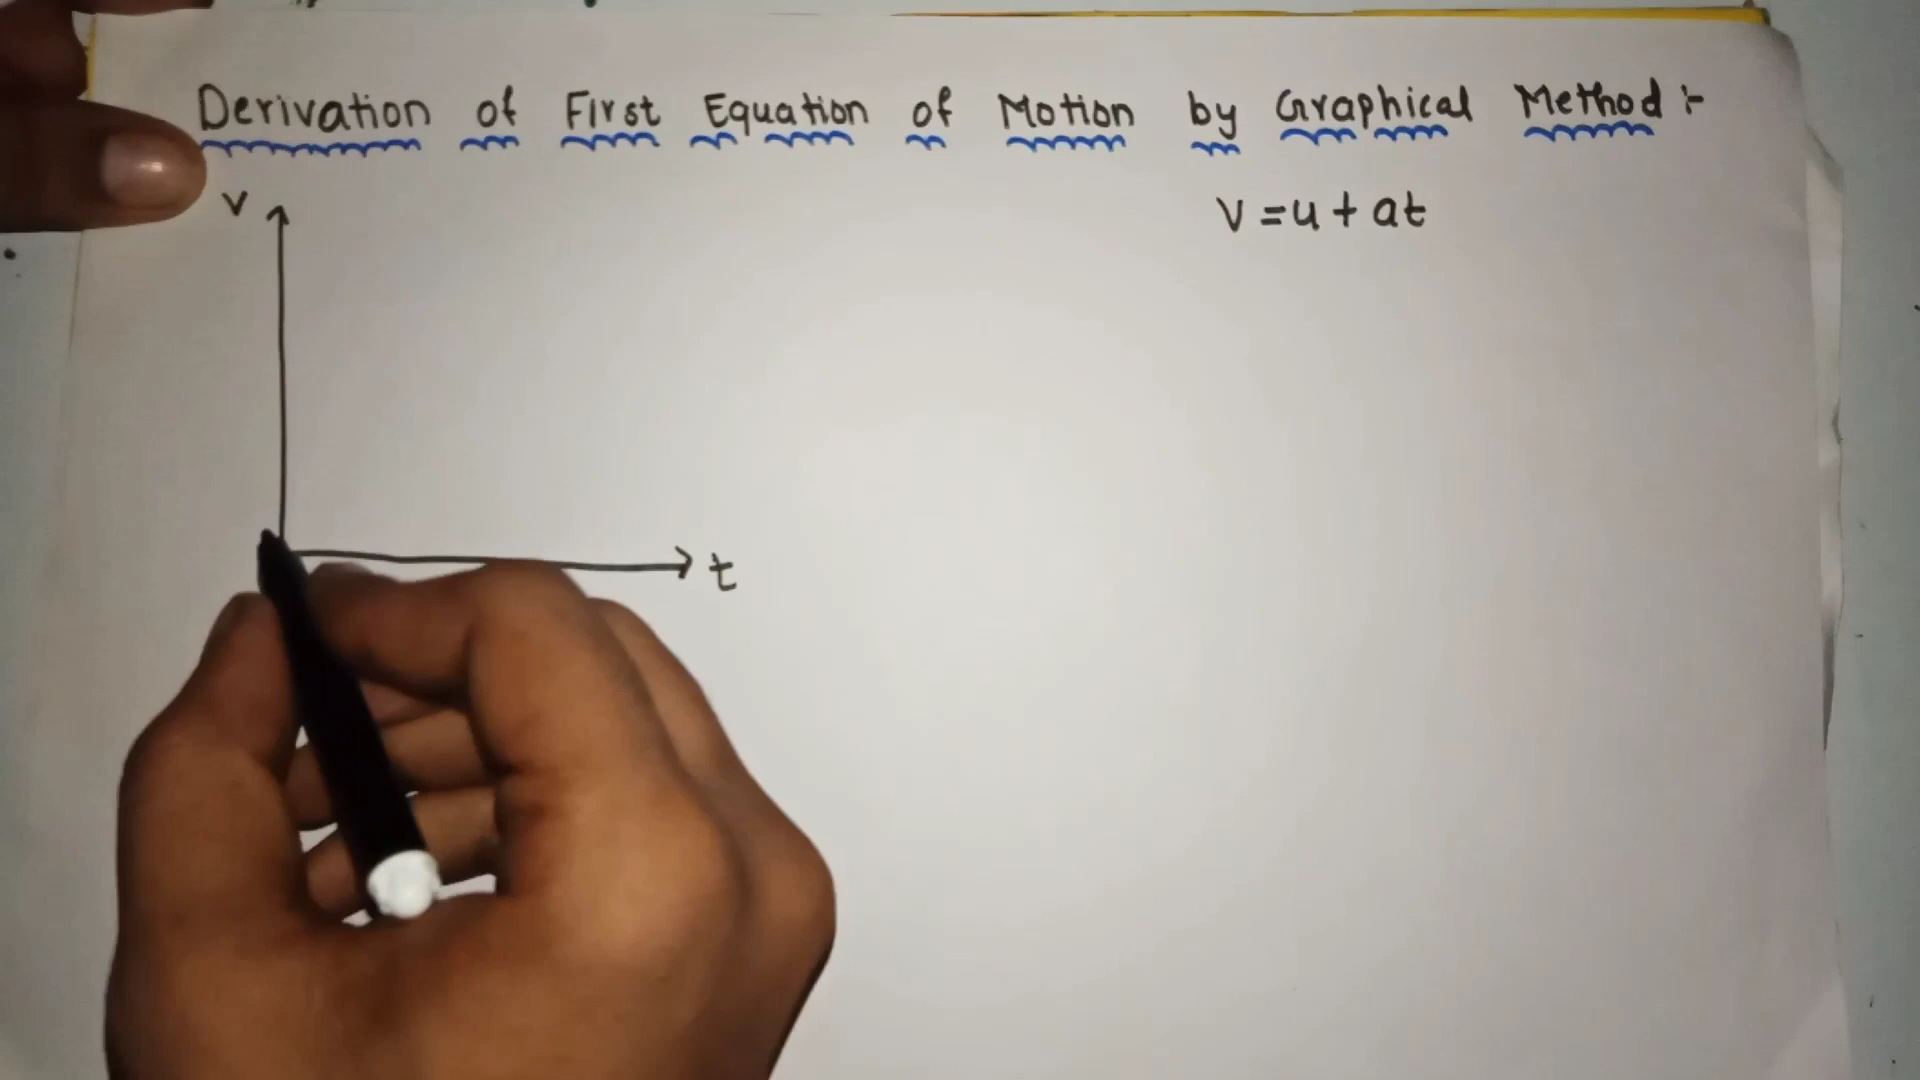 Derivation of First Equation of Motion by Graphical Method :-
v
v = u + at
t